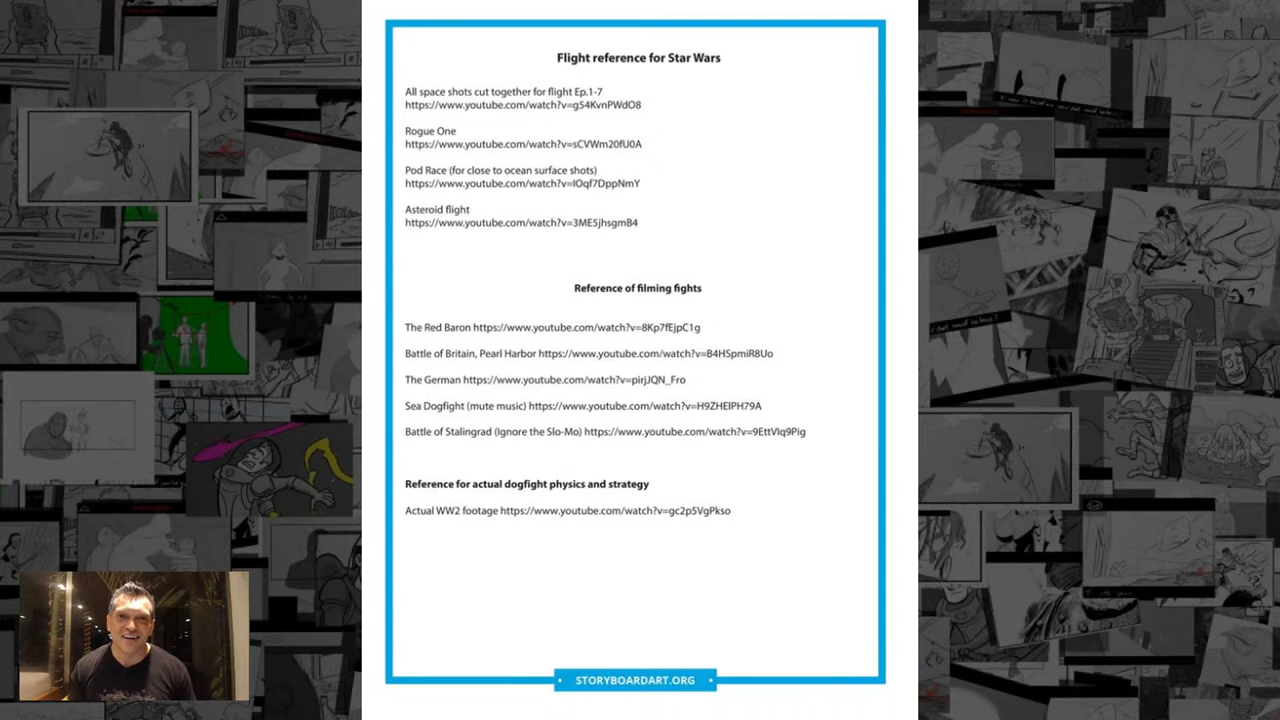 Flight reference for Star Wars
All space shots cut together for flight Ep.1-7
https://www.youtube.com/watch?v=g54KvnPWdO8
Rogue One
https://www.youtube.com/watch?v=sCVWm20fU0A
Pod Race (for close to ocean surface shots)
https://www.youtube.com/watch?v=lOqf7DppNmY
Asteroid flight
https://www.youtube.com/watch?v=3ME5jhsgmB4
Reference of filming fights
The Red Baron https://www.youtube.com/watch?v=8Kp7fEjpC1g
Battle of Britain, Pearl Harbor https://www.youtube.com/watch?v=B4HSpmiR8Uo
The German https://www.youtube.com/watch?v=pirjJQN_Fro
Sea Dogfight (mute music) https://www.youtube.com/watch?v=H9ZHElPH79A
Battle of Stalingrad (Ignore the Slo-Mo) https://www.youtube.com/watch?v=9EttVlq9Pig
Reference for actual dogfight physics and strategy
Actual WW2 footage https://www.youtube.com/watch?v=gc2p5VgPkso
• STORYBOARDART.ORG •